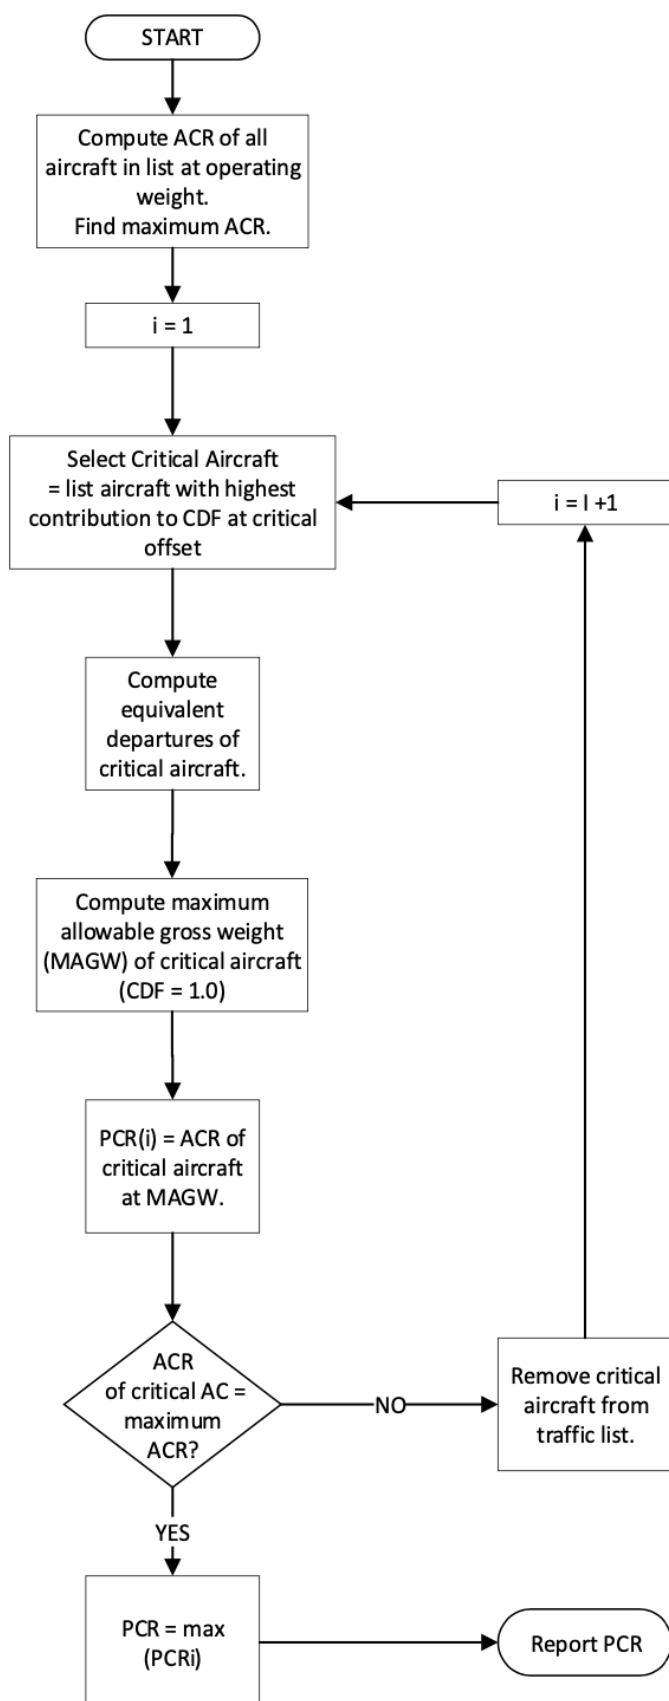 START
Compute ACR of all
aircraft in list at operating
weight.
Find maximum ACR.
i = 1
Select Critical Aircraft
= list aircraft with highest
contribution to CDF at critical
offset
i = I +1
Compute
equivalent
departures of
critical aircraft.
Compute maximum
allowable gross weight
(MAGW) of critical aircraft
(CDF = 1.0)
PCR(i) = ACR of
critical aircraft
at MAGW.
ACR
of critical AC =
maximum
ACR?
NO
Remove critical
aircraft from
traffic list.
YES
PCR = max
(PCRi)
Report PCR